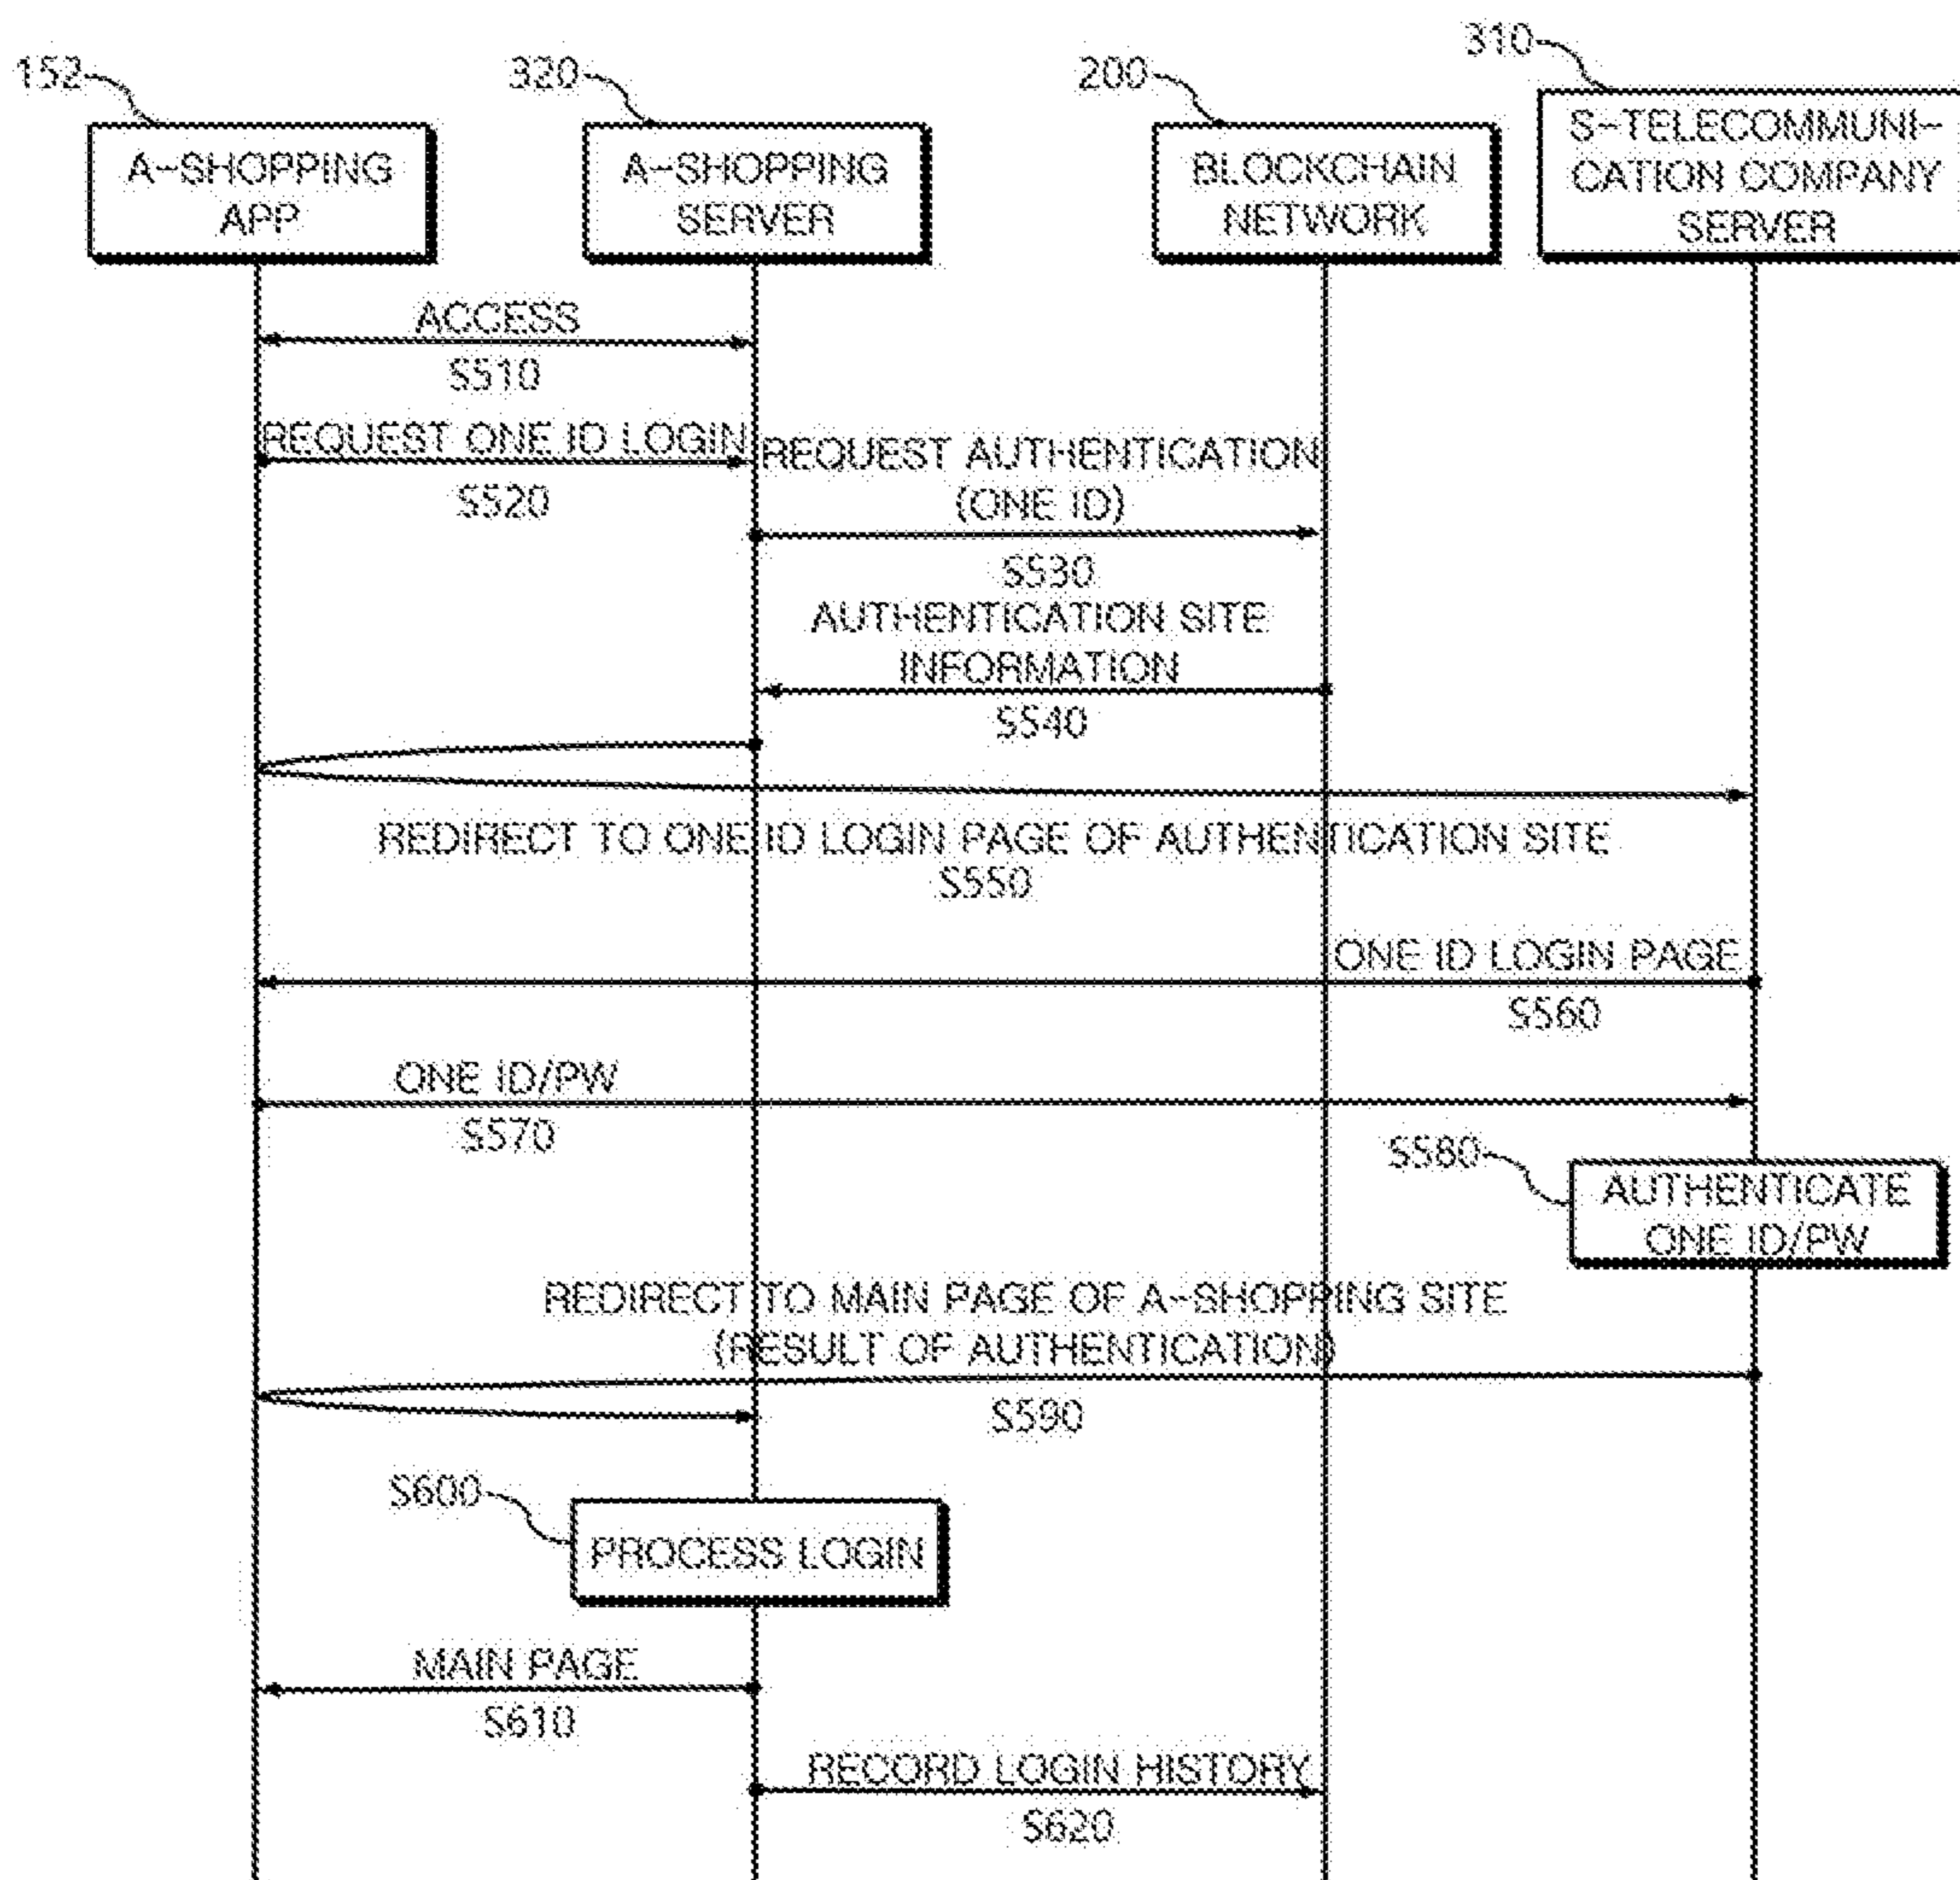 152
320
200
310
A-SHOPPING
APP
A-SHOPPING
SERVER
BLOCKCHAIN
NETWORK
S-TELECOMMUNI-
CATION COMPANY
SERVER
ACCESS
S510
REQUEST ONE ID LOGIN
S520
REQUEST AUTHENTICATION
(ONE ID)
S530
AUTHENTICATION SITE
INFORMATION
S540
REDIRECT TO ONE ID LOGIN PAGE OF AUTHENTICATION SITE
S550
ONE ID LOGIN PAGE
S560
ONE ID/PW
S570
S580
AUTHENTICATE
ONE ID/PW
REDIRECT TO MAIN PAGE OF A-SHOPPING SITE
(RESULT OF AUTHENTICATION)
S590
S600
PROCESS LOGIN
MAIN PAGE
S610
RECORD LOGIN HISTORY
S620